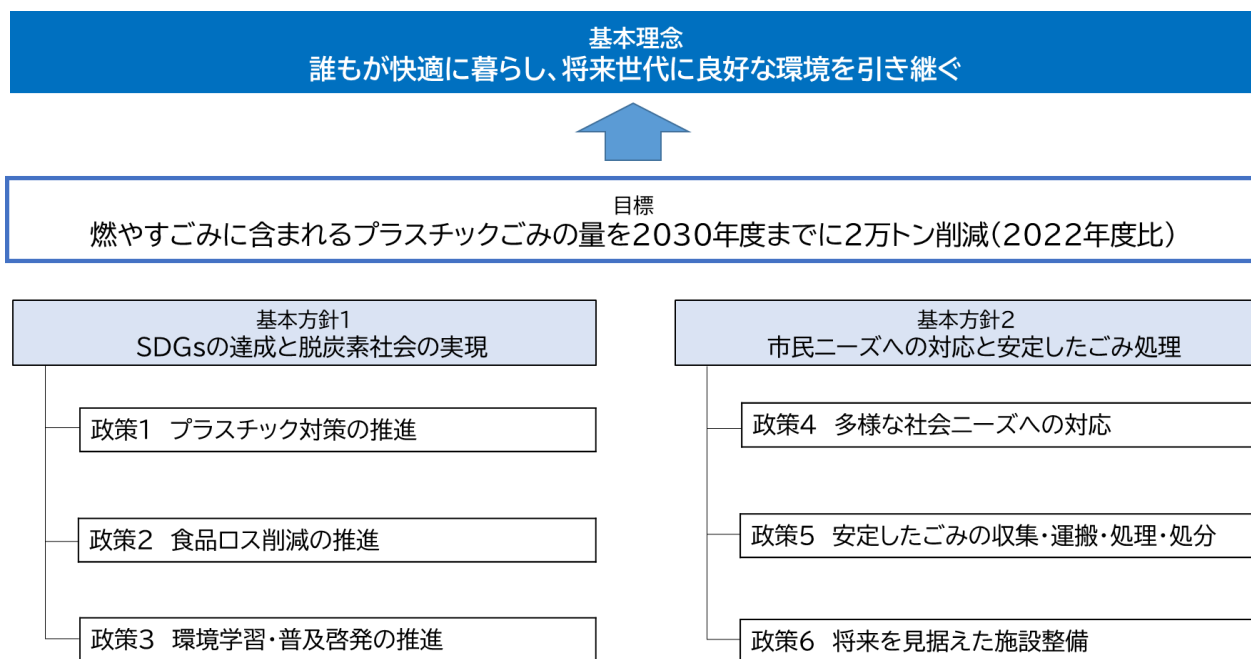 基本理念
誰もが快適に暮らし、将来世代に良好な環境を引き継ぐ
目標
燃やすごみに含まれるプラスチックごみの量を2030年度までに2万トン削減(2022年度比)
基本方針1
SDGsの達成と脱炭素社会の実現
政策1 プラスチック対策の推進
政策2 食品ロス削減の推進
政策3 環境学習・普及啓発の推進
基本方針2
市民ニーズへの対応と安定したごみ処理
政策4 多様な社会ニーズへの対応
政策5 安定したごみの収集・運搬・処理・処分
政策6 将来を見据えた施設整備